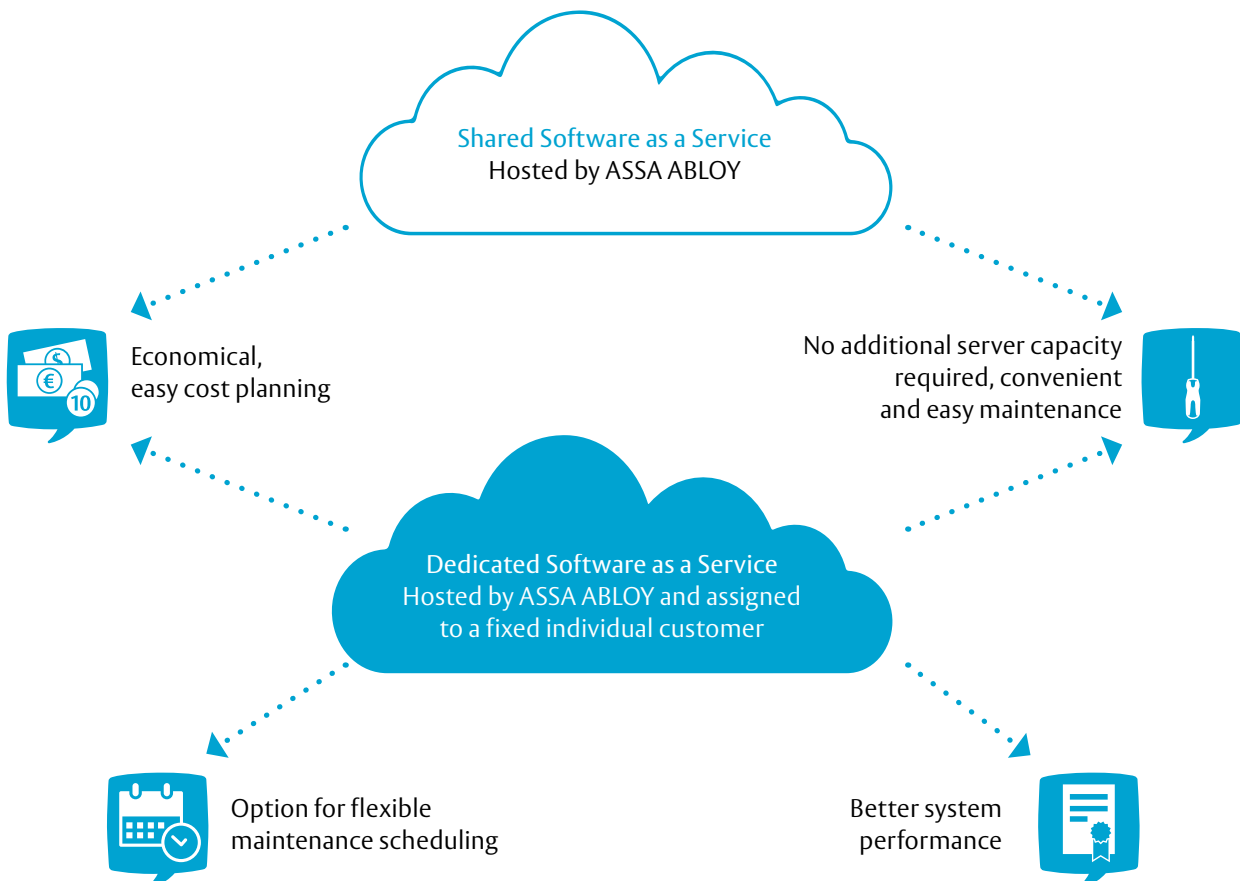 Shared Software as a Service
Hosted by ASSA ABLOY
$
€
10
Economical,
easy cost planning
No additional server capacity
required, convenient
and easy maintenance
Dedicated Software as a Service
Hosted by ASSA ABLOY and assigned
to a fixed individual customer
Option for flexible
maintenance scheduling
Better system
performance